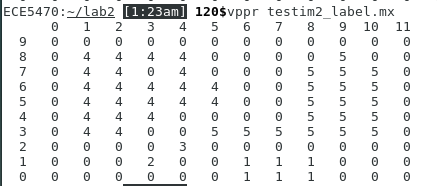 ECE5470:~/lab2 [1:23am] 120$vppr testim2_label.mx
0 1 2 3 4 5 6 7 8 9 10 11
9 0 0 0 0 0 0 0 0 0 0 0 0
8 0 4 4 4 4 0 0 0 0 5 0 0
7 0 4 4 4 4 0 0 0 5 5 5 0
6 0 4 4 4 4 4 0 0 5 5 5 0
5 0 4 4 4 4 4 0 0 5 5 5 0
4 0 4 4 4 0 0 0 0 5 5 5 0
3 0 4 4 0 0 5 5 5 5 5 5 0
2 0 0 0 0 3 0 0 0 0 0 0 0
1 0 0 0 2 0 0 1 1 1 0 0 0
0 0 0 0 0 0 0 1 1 1 0 0 0